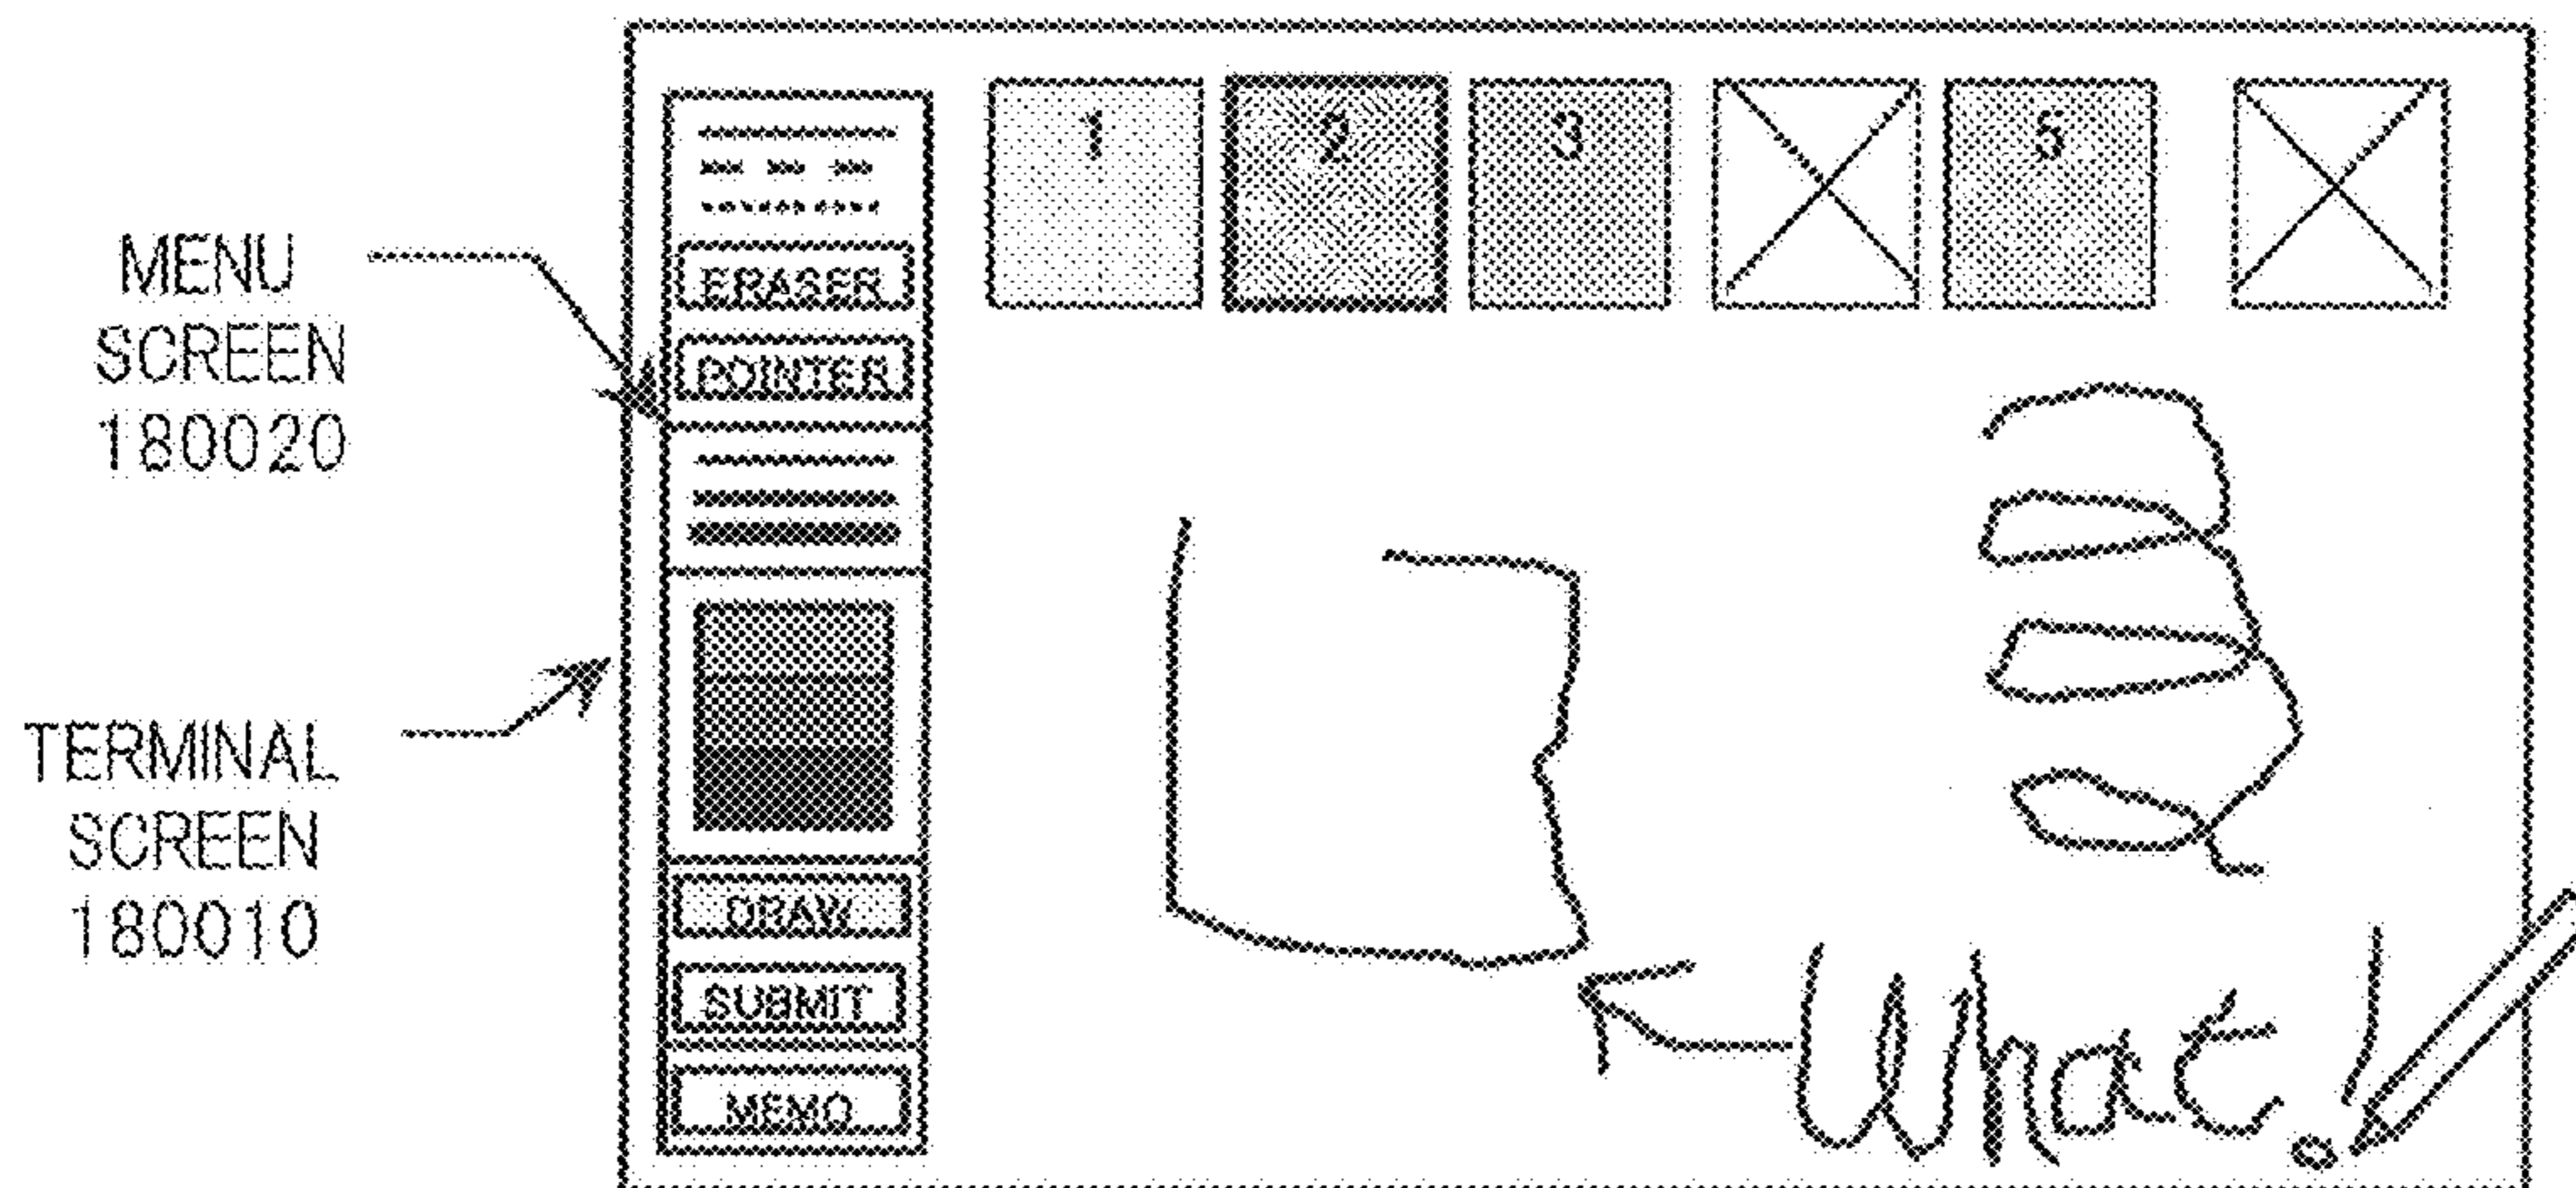 1 2 3 5
ERASER
POINTER
MENU
SCREEN
180020
TERMINAL
SCREEN
180010
DRAW
SUBMIT
MEMO
What!